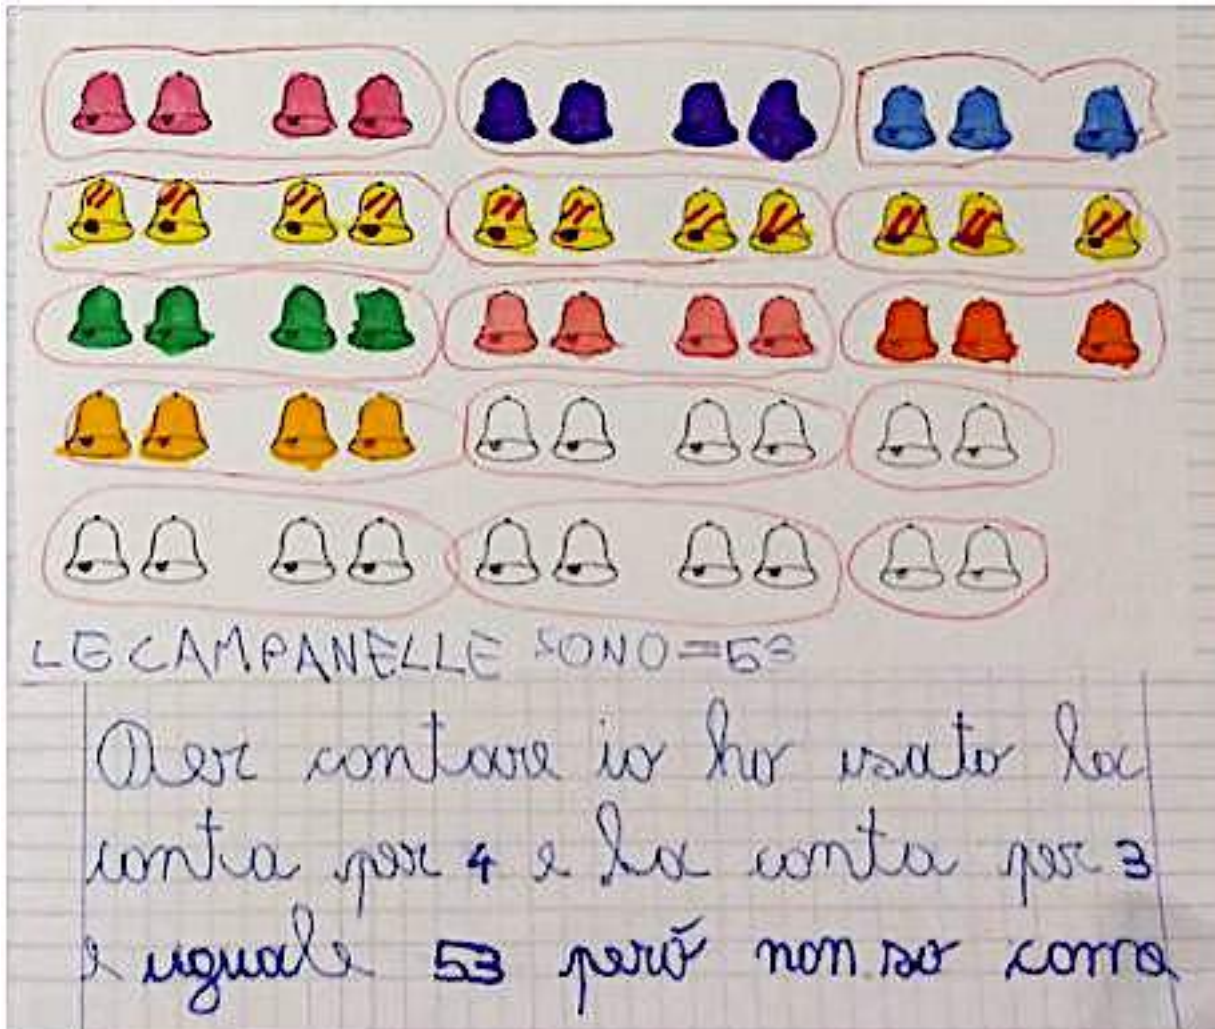 LE CAMPANELLE SONO=53
Per contare io ho usato la
conta per 4 e la conta per 3
e uguale 53 però non so come